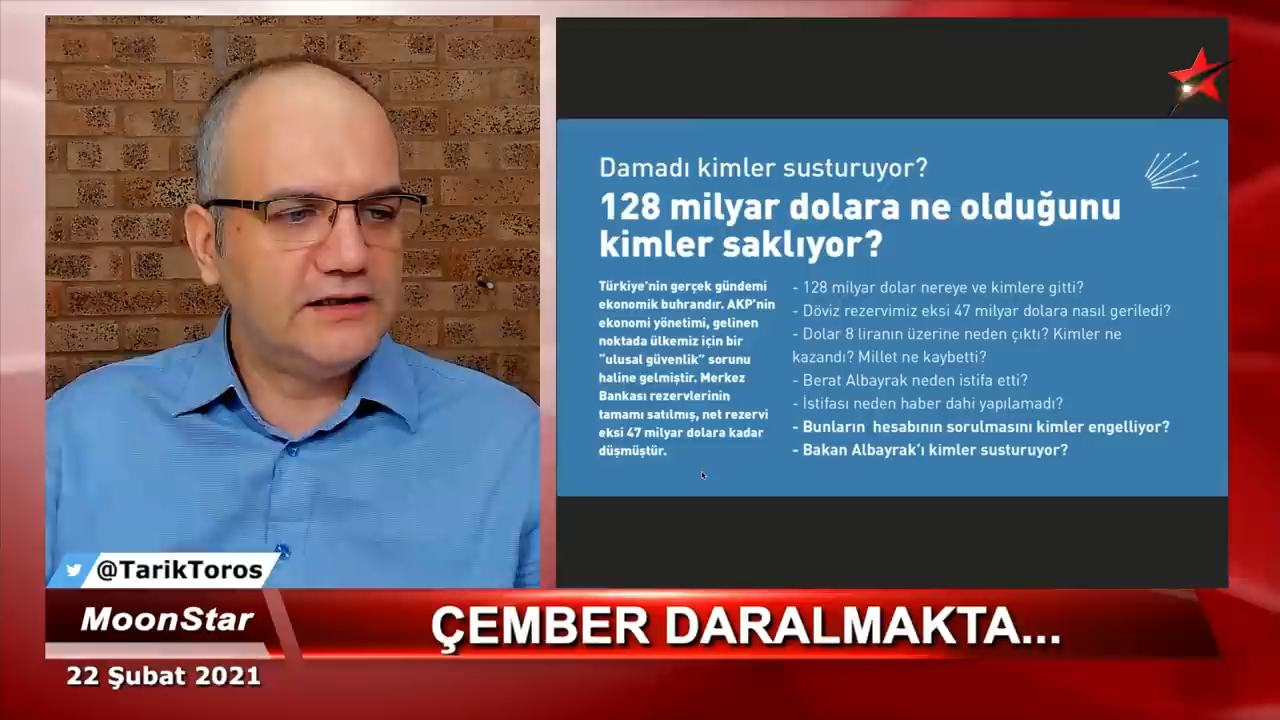 Damadı kimler susturuyor?
128 milyar dolara ne olduğunu
kimler saklıyor?
Türkiye'nin gerçek gündemi
ekonomik buhrandır. AKP'nin
ekonomi yönetimi, gelinen
noktada ülkemiz için bir
"ulusal güvenlik" sorunu
haline gelmiştir. Merkez
Bankası rezervlerinin
tamamı satılmış, net rezervi
eksi 47 milyar dolara kadar
düşmüştür.
- 128 milyar dolar nereye ve kimlere gitti?
- Döviz rezervimiz eksi 47 milyar dolara nasıl geriledi?
- Dolar 8 liranın üzerine neden çıktı? Kimler ne
kazandı? Millet ne kaybetti?
- Berat Albayrak neden istifa etti?
- İstifası neden haber dahi yapılamadı?
- Bunların hesabının sorulmasını kimler engelliyor?
- Bakan Albayrak'ı kimler susturuyor?
@TarikToros
MoonStar
ÇEMBER DARALMAKTA...
22 Şubat 2021